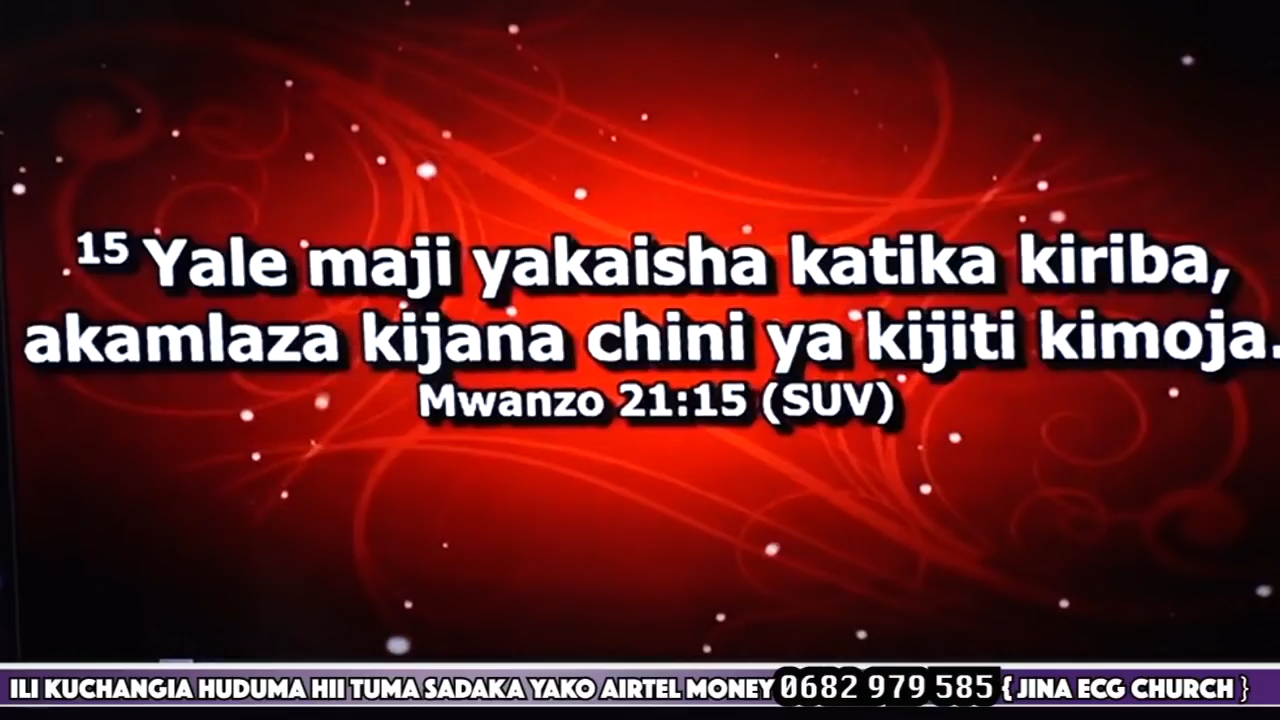 15 Yale maji yakaisha katika kiriba,
akamlaza kijana chini ya kijiti kimoja.
Mwanzo 21:15 (SUV)
ILI KUCHANGIA HUDUMA HII TUMA SADAKA YAKO AIRTEL MONEY 0682 979 585 { JINA ECG CHURCH }